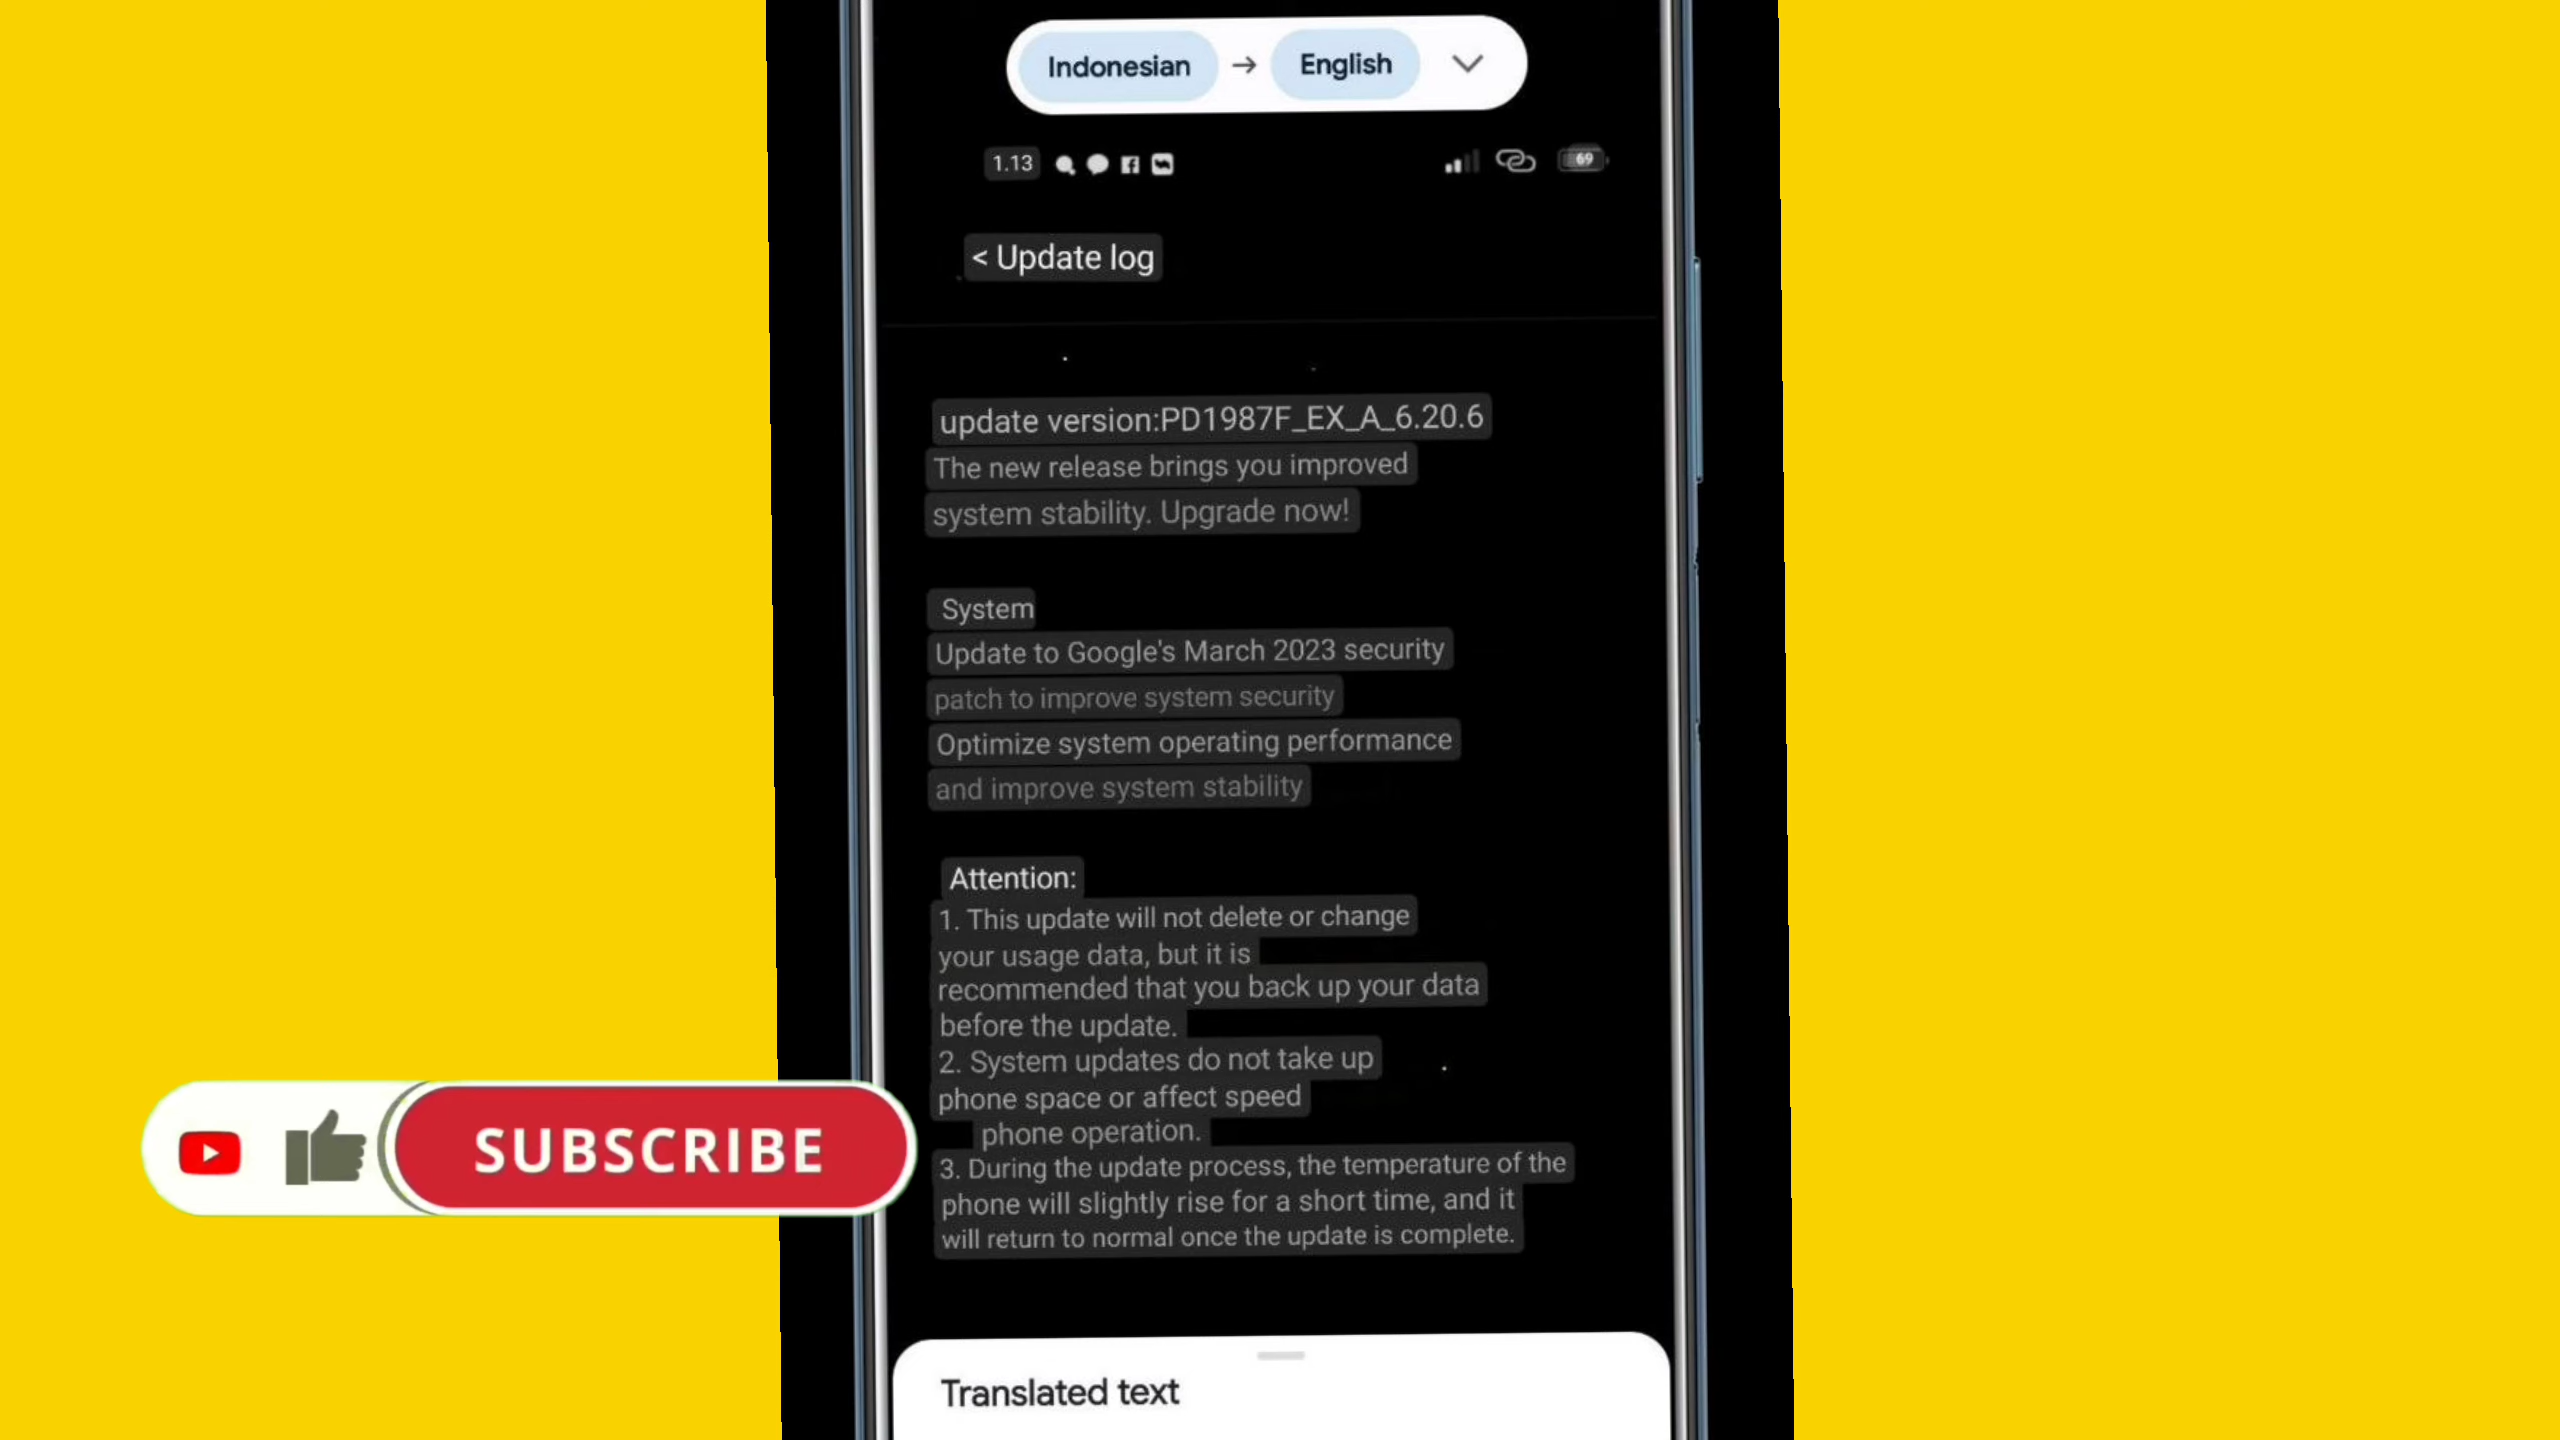 Indonesian → English
1.13
69
< Update log
update version:PD1987F_EX_A_6.20.6
The new release brings you improved
system stability. Upgrade now!
System
Update to Google's March 2023 security
patch to improve system security
Optimize system operating performance
and improve system stability
Attention:
1. This update will not delete or change
your usage data, but it is
recommended that you back up your data
before the update.
2. System updates do not take up
phone space or affect speed
phone operation.
3. During the update process, the temperature of the
phone will slightly rise for a short time, and it
will return to normal once the update is complete.
SUBSCRIBE
Translated text